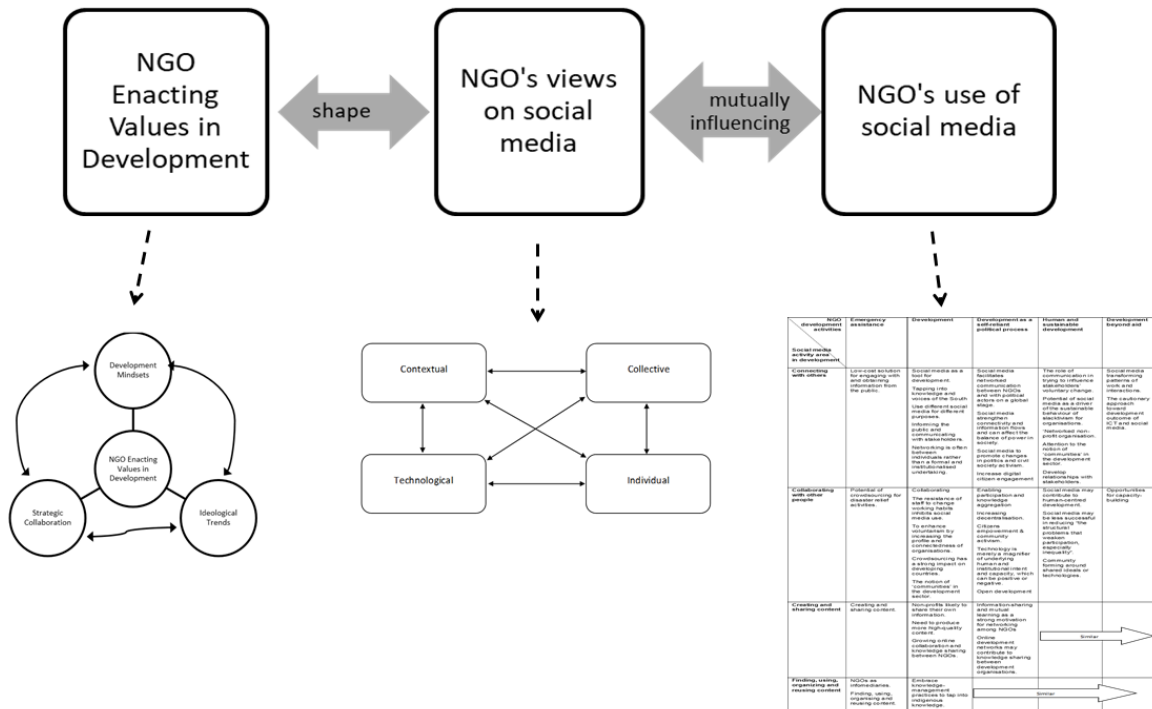 NGO
Enacting
Values in
Development
shape
NGO's views
on social
media
mutually
influencing
NGO's use of
social media
Development
Mindsets
NGO Enacting
Values in
Development
Strategic
Collaboration
Ideological
Trends
Contextual
Collective
Technological
Individual
NGO
development
activities
Social media
activity area
in development
Emergency
assistance
Development
Development as a
self-reliant
political process
Human and
sustainable
development
Development
beyond aid
Connecting
with others
Low-cost solution
for engaging with
and obtaining
information from
the public.
Social media as a
tool for
development.
Tapping into
knowledge and
voices of the South
Use different social
media for different
purposes.
Informing the
public and
communicating with
stakeholders.
Networking is often
between
individuals rather
than a formal and
institutionalised
undertaking.
Social media
facilitates
networked
communication
between NGOs
and with political
actors on a global
stage.
Social media
strengthen
connectivity and
information flows
and can affect the
balance of power in
society.
Social media to
promote changes in
politics and civil
society activism.
Increase digital
citizen engagement
The role of
communication in
trying to influence
stakeholders'
voluntary change.
Potential of social
media as a driver of
the sustainable
behaviour of
slacktivism for
organisations.
'Networked non-
profit organisation.
Attention to the
notion of
'communities' in
the development
sector.
Develop
relationships with
stakeholders.
Social media
transforming
patterns of work
and interactions.
The cautionary
approach
toward
development
outcome of
ICT and social
media.
Collaborating
with other
people
Potential of
crowdsourcing for
disaster relief
activities.
Collaborating
The resistance of
staff to change
working habits
inhibits social
media use.
To enhance
voluntarism by
increasing the
profile and
connectedness of
organisations.
Crowdsourcing has
a strong impact on
developing
countries.
The notion of
'communities' in
the development
sector.
Enabling
participation and
knowledge
aggregation
Increasing
decentralisation.
Citizens
empowerment &
community
activism.
Technology is
merely a magnifier
of underlying
human and
institutional intent
and capacity, which
can be positive or
negative.
Open development
Social media may
contribute to
human-centred
development.
Social media may
be less successful
in reducing "the
structural
problems that
weaken
participation,
especially
inequality".
Community
forming around
shared ideals or
technologies.
Opportunities
for capacity-
building
Creating and
sharing content
Creating and
sharing content
Nonprofits likely to
share their own
information.
Need to produce
more high-quality
content.
Growing online
collaboration and
knowledge sharing
between NGOs.
Information-sharing
and mutual
learning as a
strong motivation
for networking
among NGOs
Online
development
networks may
contribute to
knowledge sharing
between
development
organisations.
Similar
Finding, using,
organizing and
reusing content
NGOs as
infomediaries.
Finding, using,
organizing and
reusing content.
Embrace
knowledge-
management
practices to tap into
indigenous
knowledge.
Similar